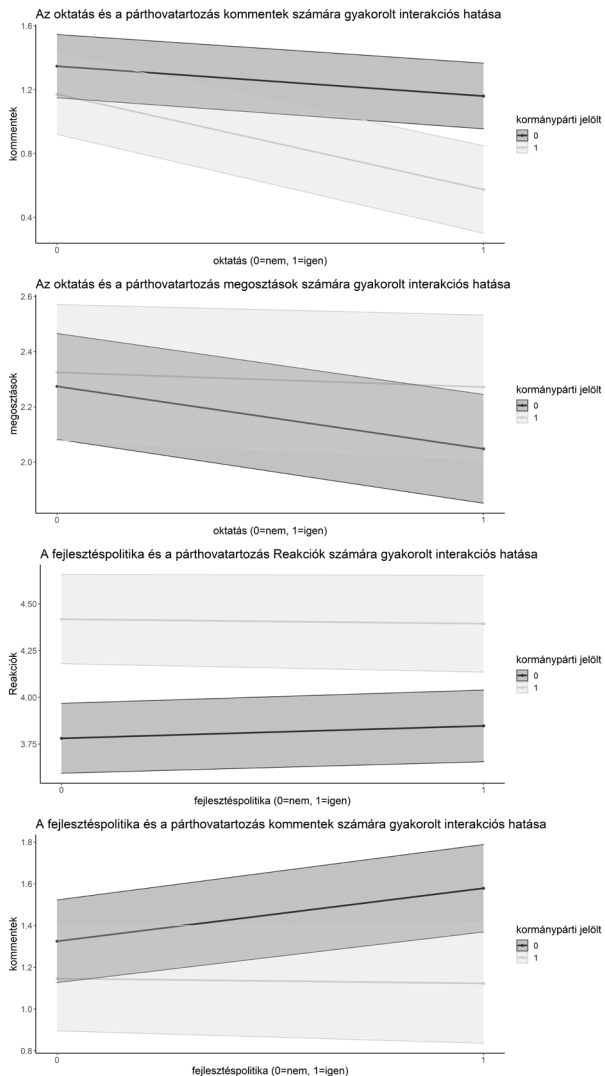 Az oktatás és a párthovatartozás kommentek számára gyakorolt interakciós hatása
1.6
1.2
0.8
0.4
kommentek
0
1
oktatás (0=nem, 1=igen)
kormánypárti jelölt
0
1
Az oktatás és a párthovatartozás megosztások számára gyakorolt interakciós hatása
2.6
2.4
2.2
2.0
megosztások
0
1
oktatás (0=nem, 1=igen)
kormánypárti jelölt
0
1
A fejlesztéspolitika és a párthovatartozás Reakciók számára gyakorolt interakciós hatása
4.50
4.25
4.00
3.75
Reakciók
0
1
fejlesztéspolitika (0=nem, 1=igen)
kormánypárti jelölt
0
1
A fejlesztéspolitika és a párthovatartozás kommentek számára gyakorolt interakciós hatása
1.8
1.6
1.4
1.2
1.0
0.8
kommentek
0
1
fejlesztéspolitika (0=nem, 1=igen)
kormánypárti jelölt
0
1